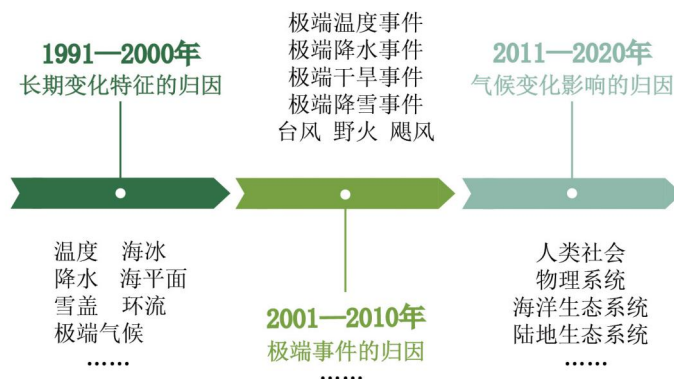 1991—2000年
长期变化特征的归因
温度 海冰
降水 海平面
雪盖 环流
极端气候
……
极端温度事件
极端降水事件
极端干旱事件
极端降雪事件
台风 野火 飓风
2001—2010年
极端事件的归因
……
2011—2020年
气候变化影响的归因
人类社会
物理系统
海洋生态系统
陆地生态系统
……